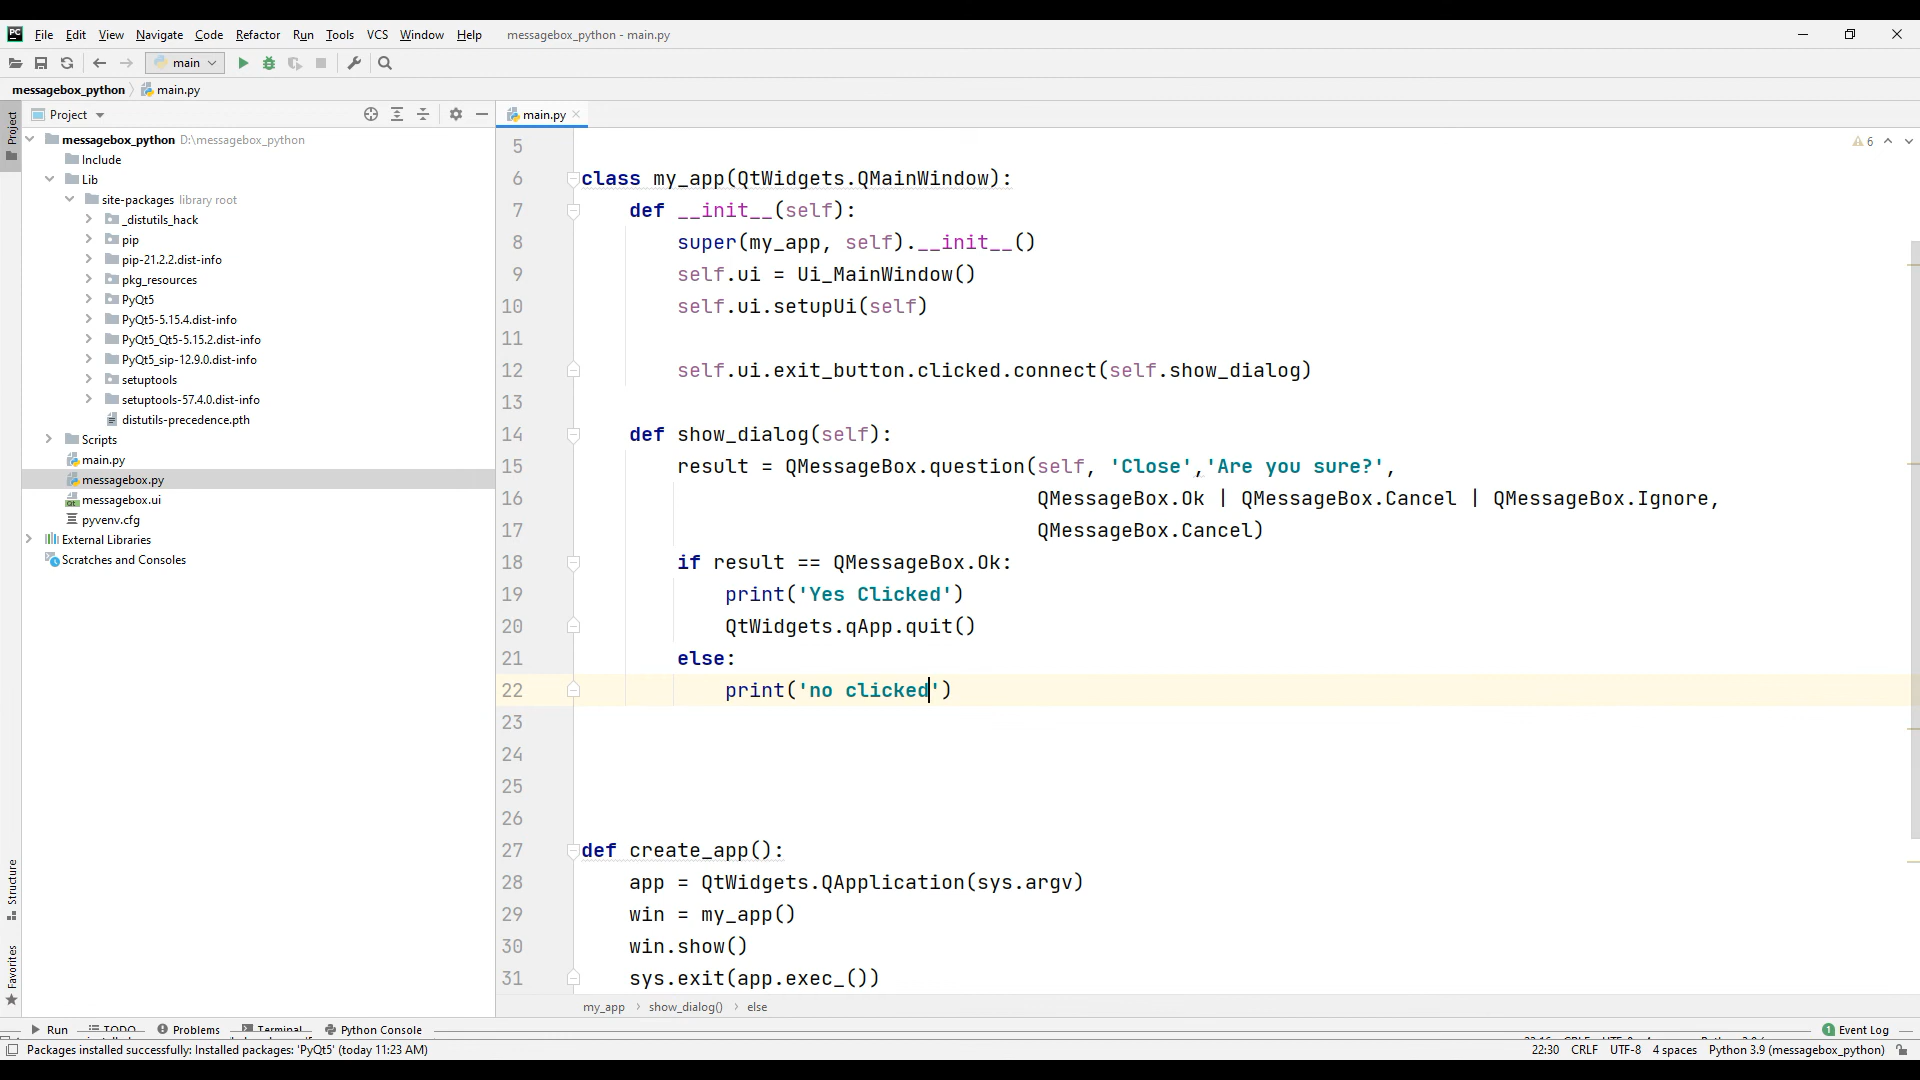 PC File Edit View Navigate Code Refactor Run Tools VCS Window Help messagebox_python - main.py
main
messagebox_python main.py
Project
main.py
Project
messagebox_python D:\messagebox_python
Include
Lib
site-packages library root
_distutils_hack
pip
pip-21.2.2.dist-info
pkg_resources
PyQt5
PyQt5-5.15.4.dist-info
PyQt5_Qt5-5.15.2.dist-info
PyQt5_sip-12.9.0.dist-info
setuptools
setuptools-57.4.0.dist-info
distutils-precedence.pth
Scripts
main.py
messagebox.py
messagebox.ui
pyvenv.cfg
External Libraries
Scratches and Consoles
Structure
Favorites
6
5
6 class my_app(QtWidgets.QMainWindow):
7 def __init__(self):
8 super(my_app, self).__init__()
9 self.ui = Ui_MainWindow()
10 self.ui.setupUi(self)
11
12 self.ui.exit_button.clicked.connect(self.show_dialog)
13
14 def show_dialog(self):
15 result = QMessageBox.question(self, 'Close','Are you sure?',
16 QMessageBox.Ok | QMessageBox.Cancel | QMessageBox.Ignore,
17 QMessageBox.Cancel)
18 if result == QMessageBox.Ok:
19 print('Yes Clicked')
20 QtWidgets.qApp.quit()
21 else:
22 print('no clicked')
23
24
25
26
27 def create_app():
28 app = QtWidgets.QApplication(sys.argv)
29 win = my_app()
30 win.show()
31 sys.exit(app.exec_())
my_app show_dialog() else
Run TODO Problems Terminal Python Console 1 Event Log
Packages installed successfully: Installed packages: 'PyQt5' (today 11:23 AM) 22:30 CRLF UTF-8 4 spaces Python 3.9 (messagebox_python)